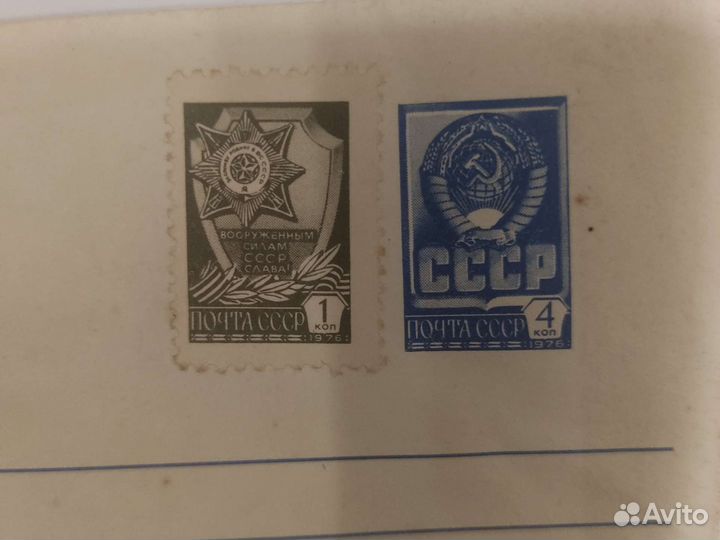 ВООРУЖЕННЫМ
СИЛАМ
СССР
СЛАВА!
1
КОП
ПОЧТА СССР
1976
СССР
4
КОП
ПОЧТА СССР
1976
Avito